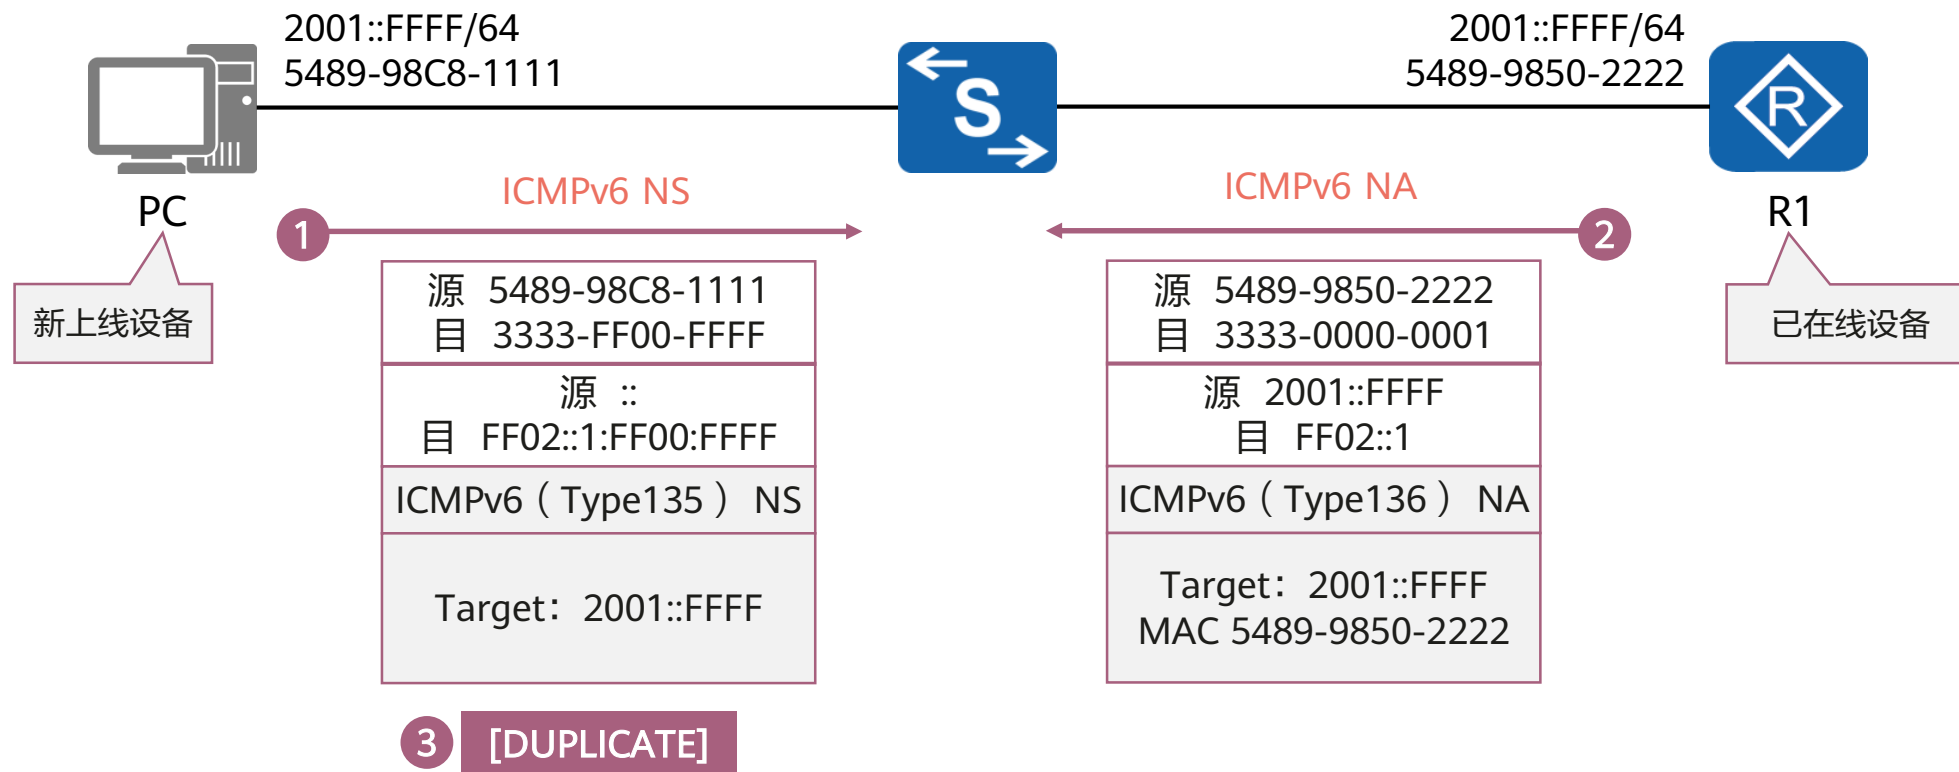 2001::FFFF/64
5489-98C8-1111
2001::FFFF/64
5489-9850-2222
S
R
PC
R1
新上线设备
已在线设备
1
ICMPv6 NS
源 5489-98C8-1111
目 3333-FF00-FFFF
源 ::
目 FF02::1:FF00:FFFF
ICMPv6（Type135） NS
Target：2001::FFFF
ICMPv6 NA
2
源 5489-9850-2222
目 3333-0000-0001
源 2001::FFFF
目 FF02::1
ICMPv6（Type136） NA
Target：2001::FFFF
MAC 5489-9850-2222
3 [DUPLICATE]